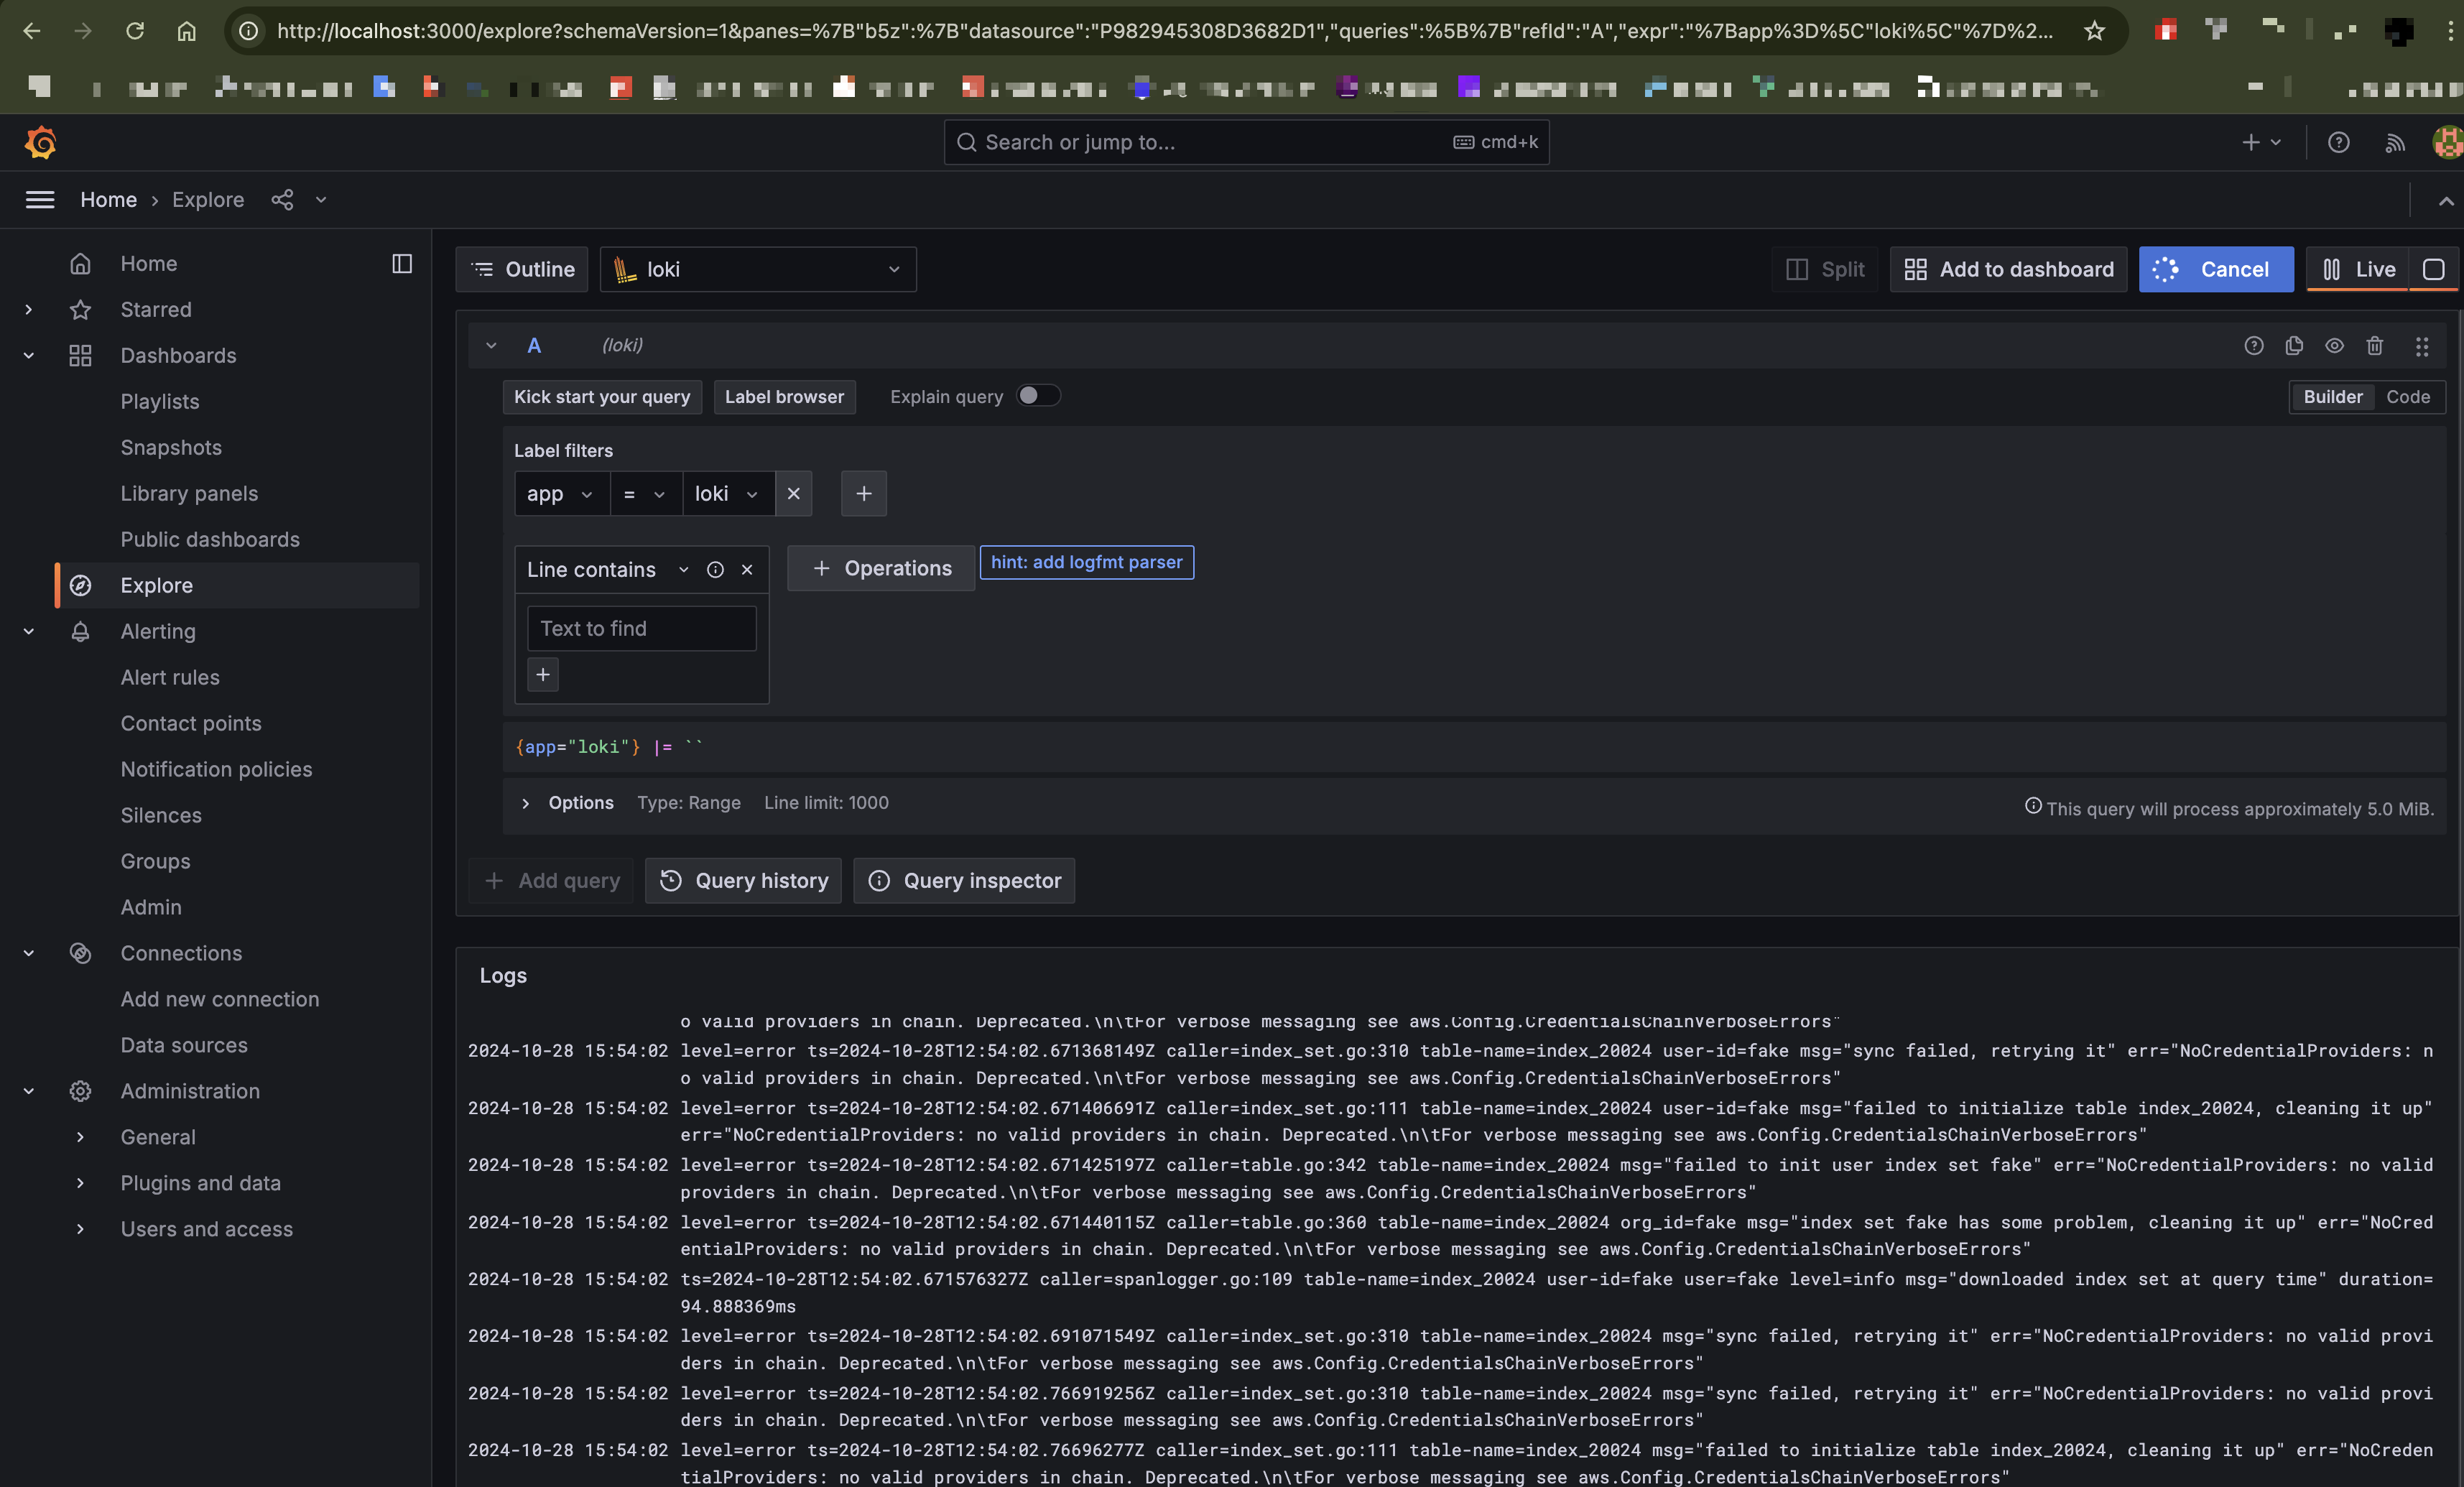 http://localhost:3000/explore?schemaVersion=1&panes=%7B"b5z":%7B"datasource":"P982945308D3682D1","queries":%5B%7B"refId":"A","expr":"%7Bapp%3D%5C"loki%5C"%7D%2...
Search or jump to...
cmd+k
Home › Explore
Home
Starred
Dashboards
Playlists
Snapshots
Library panels
Public dashboards
Explore
Alerting
Alert rules
Contact points
Notification policies
Silences
Groups
Admin
Connections
Add new connection
Data sources
Administration
General
Plugins and data
Users and access
Outline
loki
Split
Add to dashboard
Cancel
Live
A (loki)
Kick start your query
Label browser
Explain query
Builder
Code
Label filters
app = loki
Line contains
Operations
hint: add logfmt parser
Text to find
{app="loki"} |= ``
Options Type: Range Line limit: 1000
This query will process approximately 5.0 MiB.
Add query
Query history
Query inspector
Logs
o valid providers in chain. Deprecated.\n\tFor verbose messaging see aws.Config.CredentialsChainVerboseErrors"
2024-10-28 15:54:02 level=error ts=2024-10-28T12:54:02.671368149Z caller=index_set.go:310 table-name=index_20024 user-id=fake msg="sync failed, retrying it" err="NoCredentialProviders: n
o valid providers in chain. Deprecated.\n\tFor verbose messaging see aws.Config.CredentialsChainVerboseErrors"
2024-10-28 15:54:02 level=error ts=2024-10-28T12:54:02.671406691Z caller=index_set.go:111 table-name=index_20024 user-id=fake msg="failed to initialize table index_20024, cleaning it up"
err="NoCredentialProviders: no valid providers in chain. Deprecated.\n\tFor verbose messaging see aws.Config.CredentialsChainVerboseErrors"
2024-10-28 15:54:02 level=error ts=2024-10-28T12:54:02.671425197Z caller=table.go:342 table-name=index_20024 msg="failed to init user index set fake" err="NoCredentialProviders: no valid
providers in chain. Deprecated.\n\tFor verbose messaging see aws.Config.CredentialsChainVerboseErrors"
2024-10-28 15:54:02 level=error ts=2024-10-28T12:54:02.671440115Z caller=table.go:360 table-name=index_20024 org_id=fake msg="index set fake has some problem, cleaning it up" err="NoCred
entialProviders: no valid providers in chain. Deprecated.\n\tFor verbose messaging see aws.Config.CredentialsChainVerboseErrors"
2024-10-28 15:54:02 ts=2024-10-28T12:54:02.671576327Z caller=spanlogger.go:109 table-name=index_20024 user-id=fake user=fake level=info msg="downloaded index set at query time" duration=
94.888369ms
2024-10-28 15:54:02 level=error ts=2024-10-28T12:54:02.691071549Z caller=index_set.go:310 table-name=index_20024 msg="sync failed, retrying it" err="NoCredentialProviders: no valid provi
ders in chain. Deprecated.\n\tFor verbose messaging see aws.Config.CredentialsChainVerboseErrors"
2024-10-28 15:54:02 level=error ts=2024-10-28T12:54:02.766919256Z caller=index_set.go:310 table-name=index_20024 msg="sync failed, retrying it" err="NoCredentialProviders: no valid provi
ders in chain. Deprecated.\n\tFor verbose messaging see aws.Config.CredentialsChainVerboseErrors"
2024-10-28 15:54:02 level=error ts=2024-10-28T12:54:02.76696277Z caller=index_set.go:111 table-name=index_20024 msg="failed to initialize table index_20024, cleaning it up" err="NoCreden
tialProviders: no valid providers in chain. Deprecated.\n\tFor verbose messaging see aws.Config.CredentialsChainVerboseErrors"